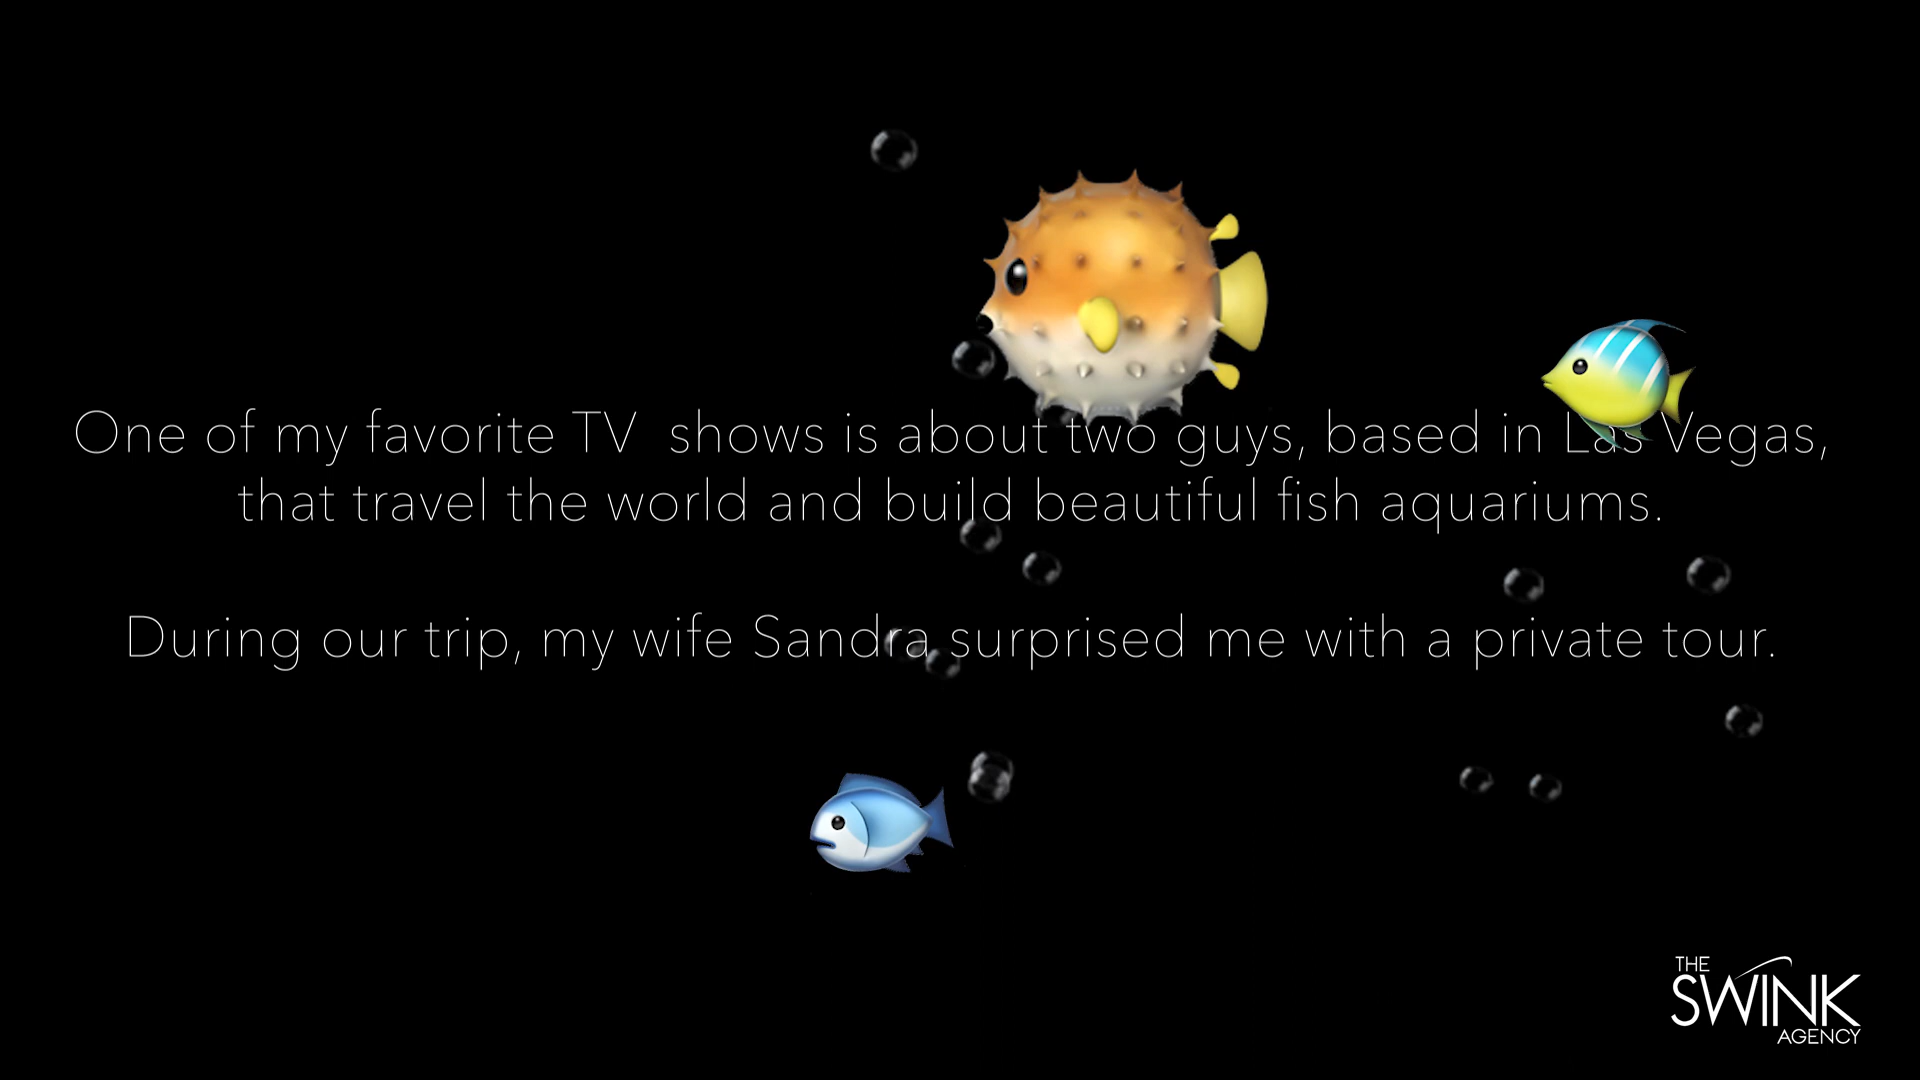 One of my favorite TV  shows is about two guys, based in Las Vegas,
that travel the world and build beautiful fish aquariums.
During our trip, my wife Sandra surprised me with a private tour.
THE
SWINK
AGENCY